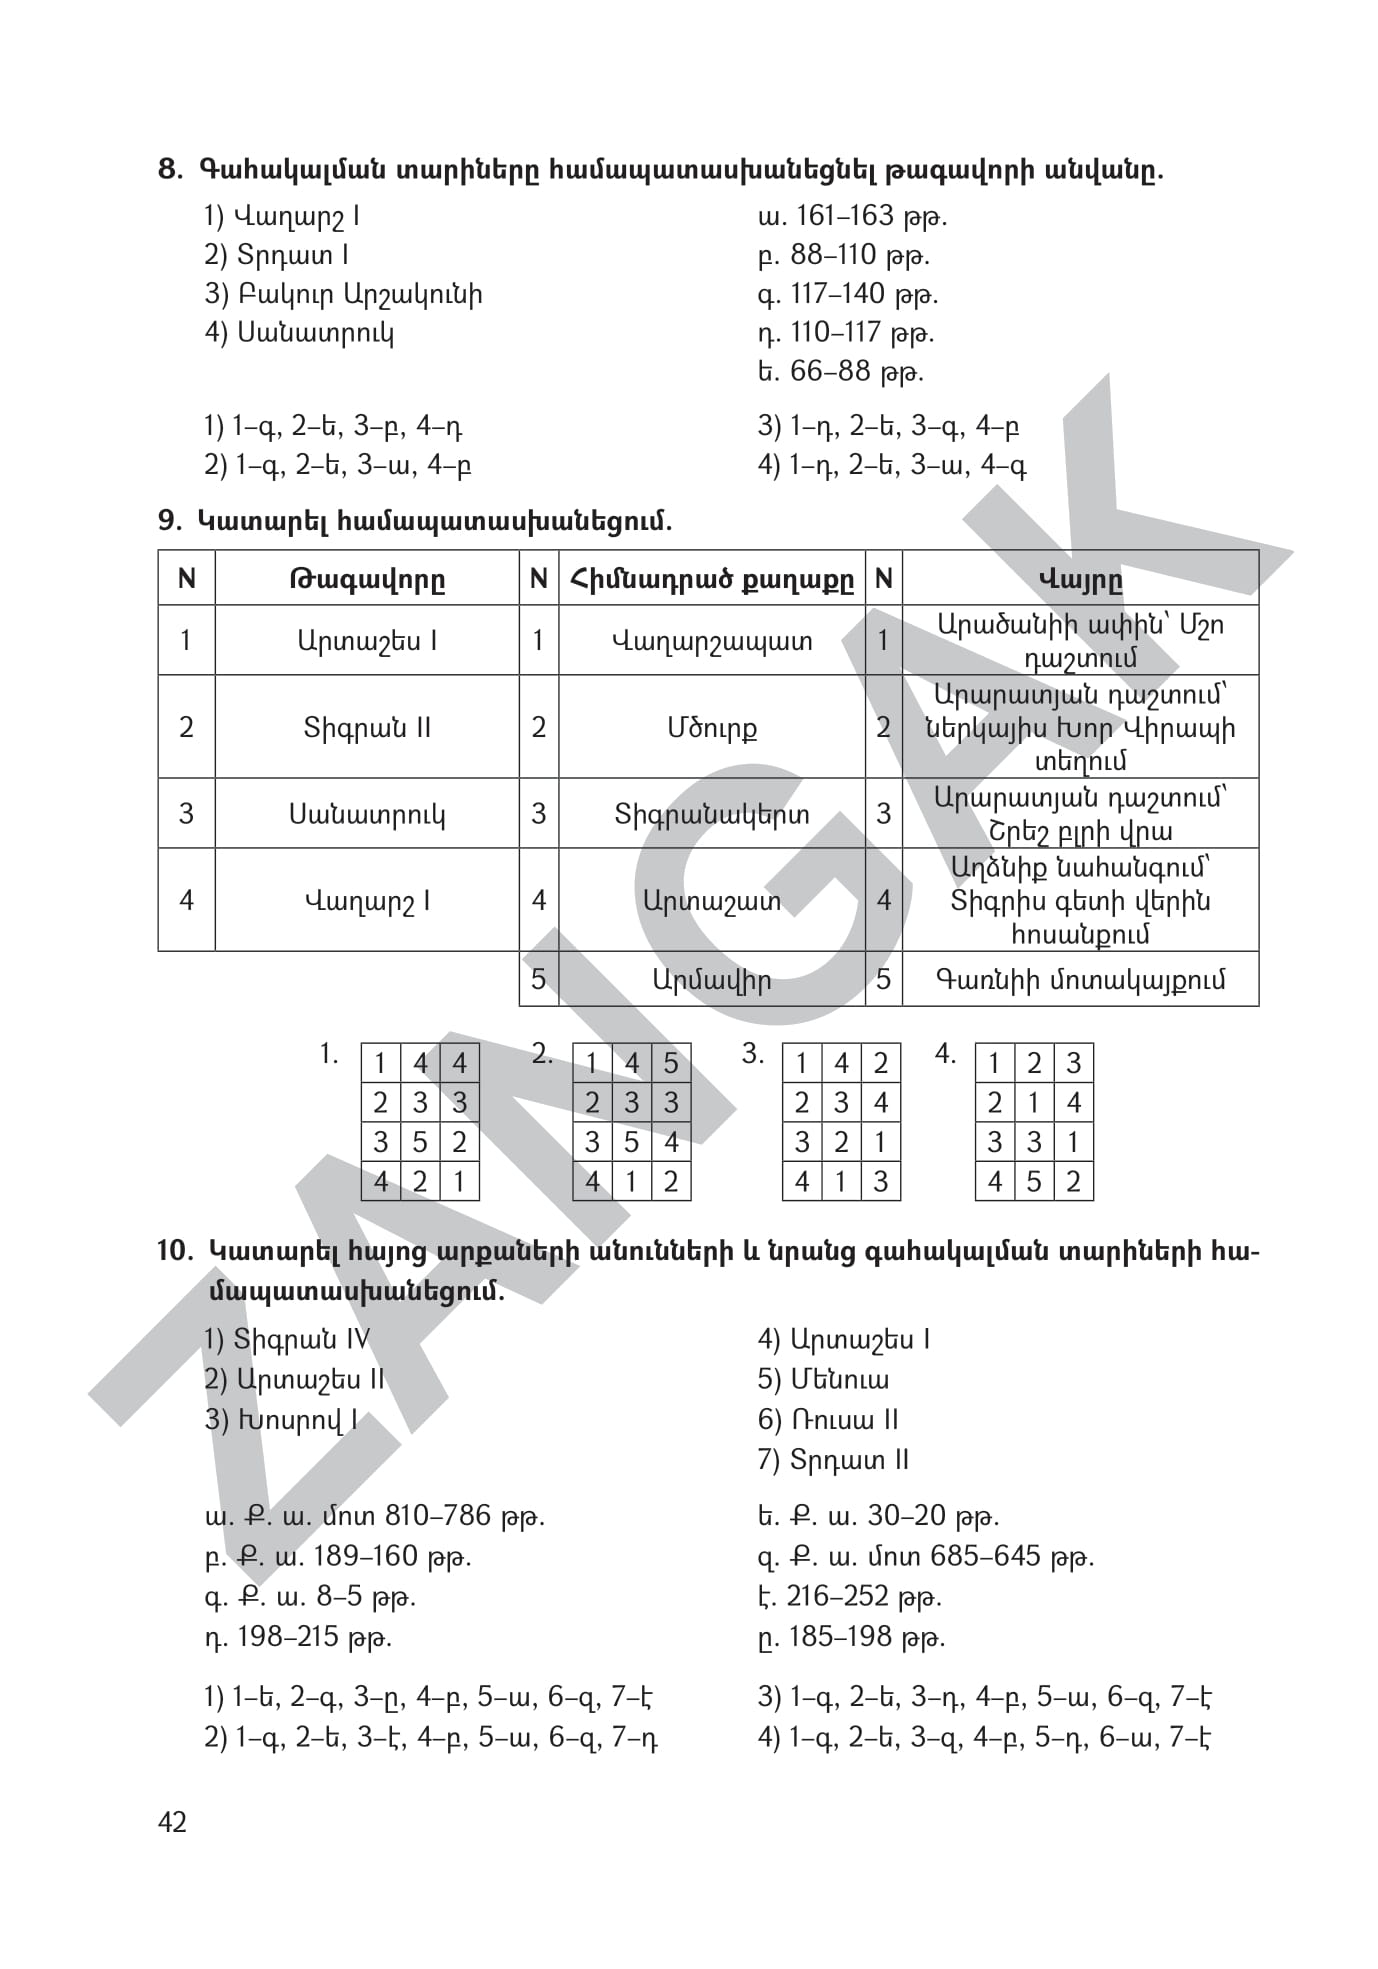 8. Գահակալման տարիները համապատասխանեցնել թագավորի անվանը.
1) Վաղարշ I
2) Տրդատ I
3) Բակուր Արշակունի
4) Սանատրուկ
ա. 161–163 թթ.
բ. 88–110 թթ.
գ. 117–140 թթ.
դ. 110–117 թթ.
ե. 66–88 թթ.
1) 1–գ, 2–ե, 3–բ, 4–դ
2) 1–գ, 2–ե, 3–ա, 4–բ
3) 1–դ, 2–ե, 3–գ, 4–բ
4) 1–դ, 2–ե, 3–ա, 4–գ
9. Կատարել համապատասխանեցում.
N Թագավորը N Հիմնադրած քաղաքը N Վայրը
1 Արտաշես I 1 Վաղարշապատ 1 Արածանիի ափին՝ Մշո
դաշտում
2 Տիգրան II 2 Մծուրք 2 Արարատյան դաշտում՝
ներկայիս Խոր Վիրապի
տեղում
3 Սանատրուկ 3 Տիգրանակերտ 3 Արարատյան դաշտում՝
Շրեշ բլրի վրա
4 Վաղարշ I 4 Արտաշատ 4 Աղձնիք նահանգում՝
Տիգրիս գետի վերին
հոսանքում
5 Արմավիր 5 Գառնիի մոտակայքում
1.
1 4 4
2 3 3
3 5 2
4 2 1
2.
1 4 5
2 3 3
3 5 4
4 1 2
3.
1 4 2
2 3 4
3 2 1
4 1 3
4.
1 2 3
2 1 4
3 3 1
4 5 2
10. Կատարել հայոց արքաների անունների և նրանց գահակալման տարիների հա-
մապատասխանեցում.
1) Տիգրան IV
2) Արտաշես II
3) Խոսրով I
4) Արտաշես I
5) Մենուա
6) Ռուսա II
7) Տրդատ II
ա. Ք. ա. մոտ 810–786 թթ.
բ. Ք. ա. 189–160 թթ.
գ. Ք. ա. 8–5 թթ.
դ. 198–215 թթ.
ե. Ք. ա. 30–20 թթ.
զ. Ք. ա. մոտ 685–645 թթ.
է. 216–252 թթ.
ը. 185–198 թթ.
1) 1–ե, 2–գ, 3–ը, 4–բ, 5–ա, 6–զ, 7–է
2) 1–գ, 2–ե, 3–է, 4–բ, 5–ա, 6–զ, 7–դ
3) 1–գ, 2–ե, 3–դ, 4–բ, 5–ա, 6–զ, 7–է
4) 1–գ, 2–ե, 3–զ, 4–բ, 5–դ, 6–ա, 7–է
42
ZANGAK